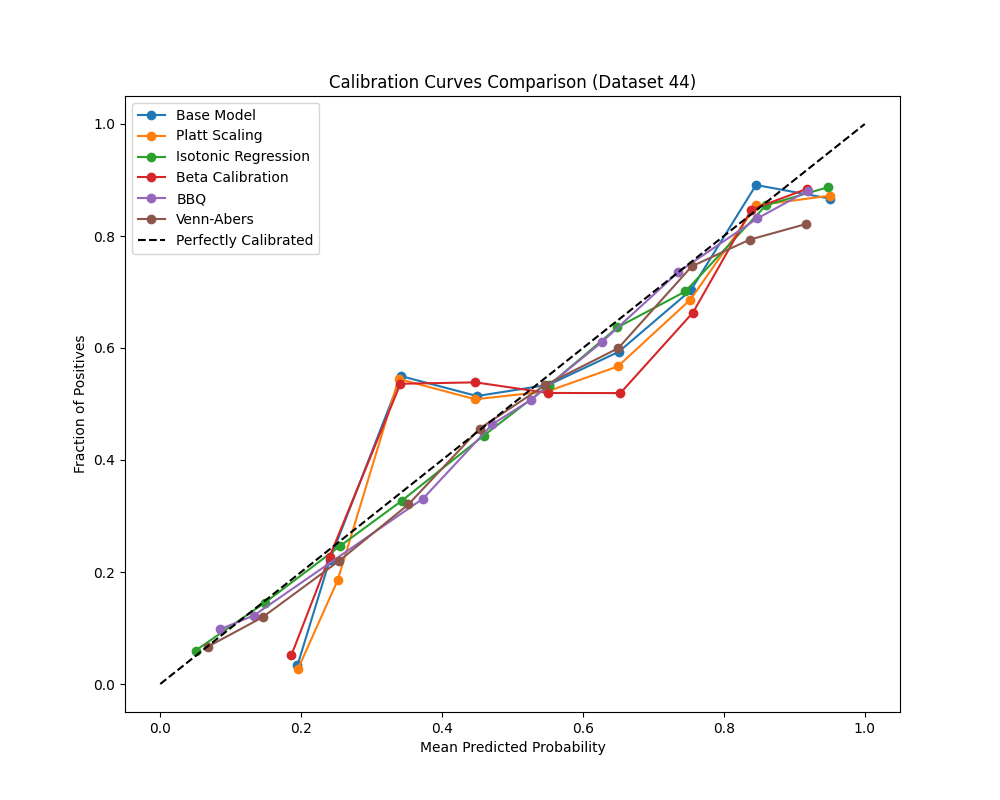 Calibration Curves Comparison (Dataset 44)
Base Model
Platt Scaling
Isotonic Regression
Beta Calibration
BBQ
Venn-Abers
Perfectly Calibrated
Fraction of Positives
1.0
0.8
0.6
0.4
0.2
0.0
0.0 0.2 0.4 0.6 0.8 1.0
Mean Predicted Probability